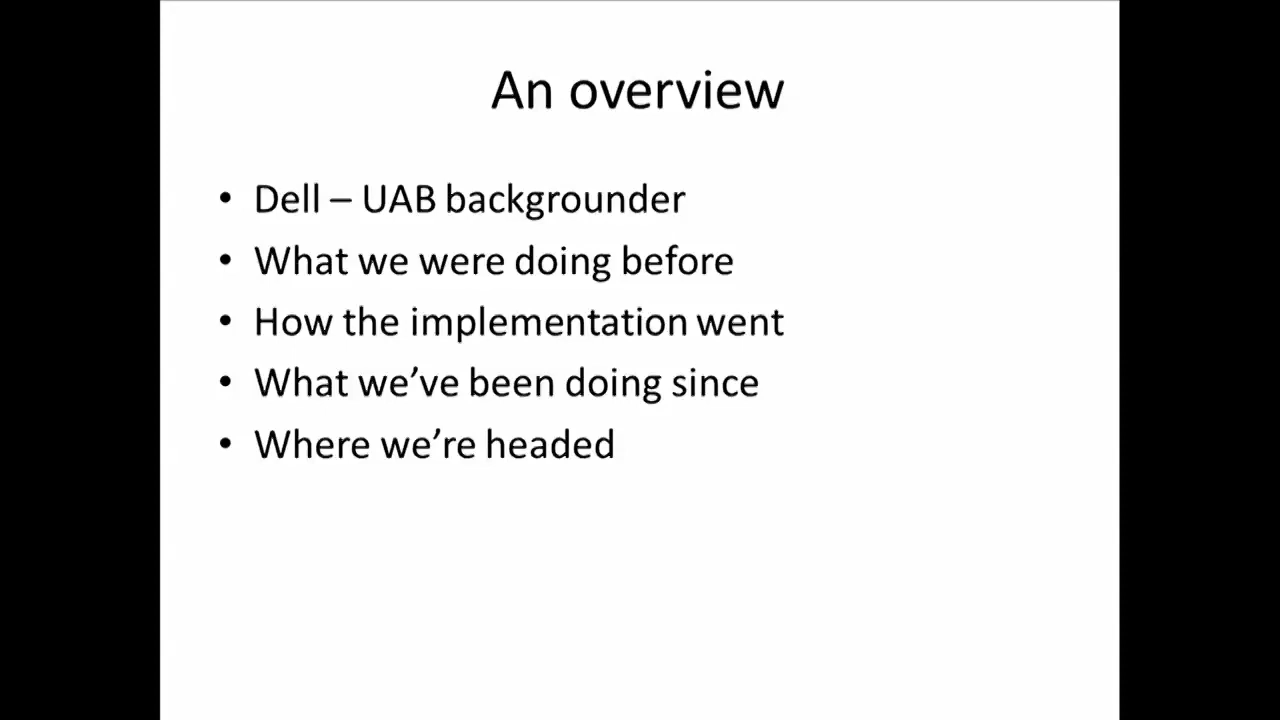 An overview
• Dell – UAB backgrounder
• What we were doing before
• How the implementation went
• What we’ve been doing since
• Where we’re headed